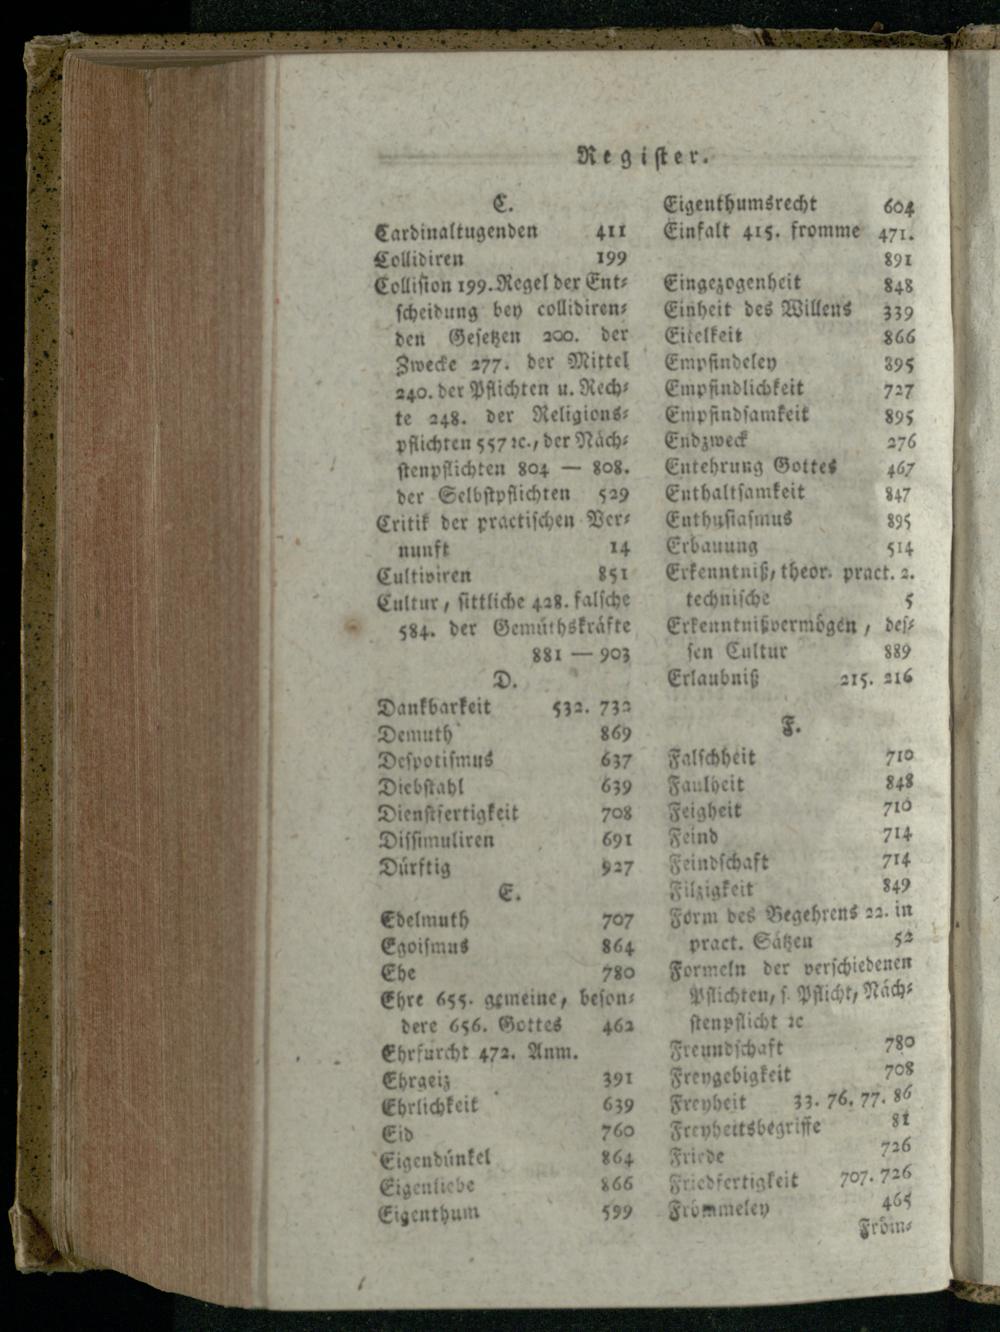 Register.
C.
Cardinaltugenden 411
Collidiren 199
Collision 199. Regel der Ent⸗
scheidung bey collidiren⸗
den Gesetzen 200. der
Zwecke 277. der Mittel
240. der Pflichten u. Rech⸗
te 248. der Religions⸗
pflichten 557 ꝛc., der Näch⸗
stenpflichten 804 — 808.
der Selbstpflichten 529
Critik der practischen Ver⸗
nunft 14
Cultiviren 851
Cultur, sittliche 428. falsche
584. der Gemüthskräfte
881 — 903
D.
Dankbarkeit 532. 732
Demuth 869
Despotismus 637
Diebstahl 639
Dienstfertigkeit 708
Dissimuliren 691
Dürftig 927
E.
Edelmuth 707
Egoismus 864
Ehe 780
Ehre 655. gemeine, beson⸗
dere 656. Gottes 462
Ehrfurcht 472. Anm.
Ehrgeiz 391
Ehrlichkeit 639
Eid 760
Eigendünkel 864
Eigenliebe 866
Eigenthum 599
Eigenthumsrecht 604
Einfalt 415. fromme 471.
891
Eingezogenheit 848
Einheit des Willens 339
Eitelkeit 866
Empfindeley 895
Empfindlichkeit 727
Empfindsamkeit 895
Endzweck 276
Entehrung Gottes 467
Enthaltsamkeit 847
Enthusiasmus 895
Erbauung 514
Erkenntniß, theor. pract. 2.
technische 5
Erkenntnißvermögen, des⸗
sen Cultur 889
Erlaubniß 215. 216
F.
Falschheit 710
Faulheit 848
Feigheit 710
Feind 714
Feindschaft 714
Filzigkeit 849
Form des Begehrens 22. in
pract. Sätzen 52
Formeln der verschiedenen
Pflichten, s. Pflicht, Näch⸗
stenpflicht ꝛc
Freundschaft 780
Freygebigkeit 708
Freyheit 33. 76. 77. 86
Freyheitsbegriffe 81
Friede 726
Friedfertigkeit 707. 726
Frömmeley 465
Fröm⸗